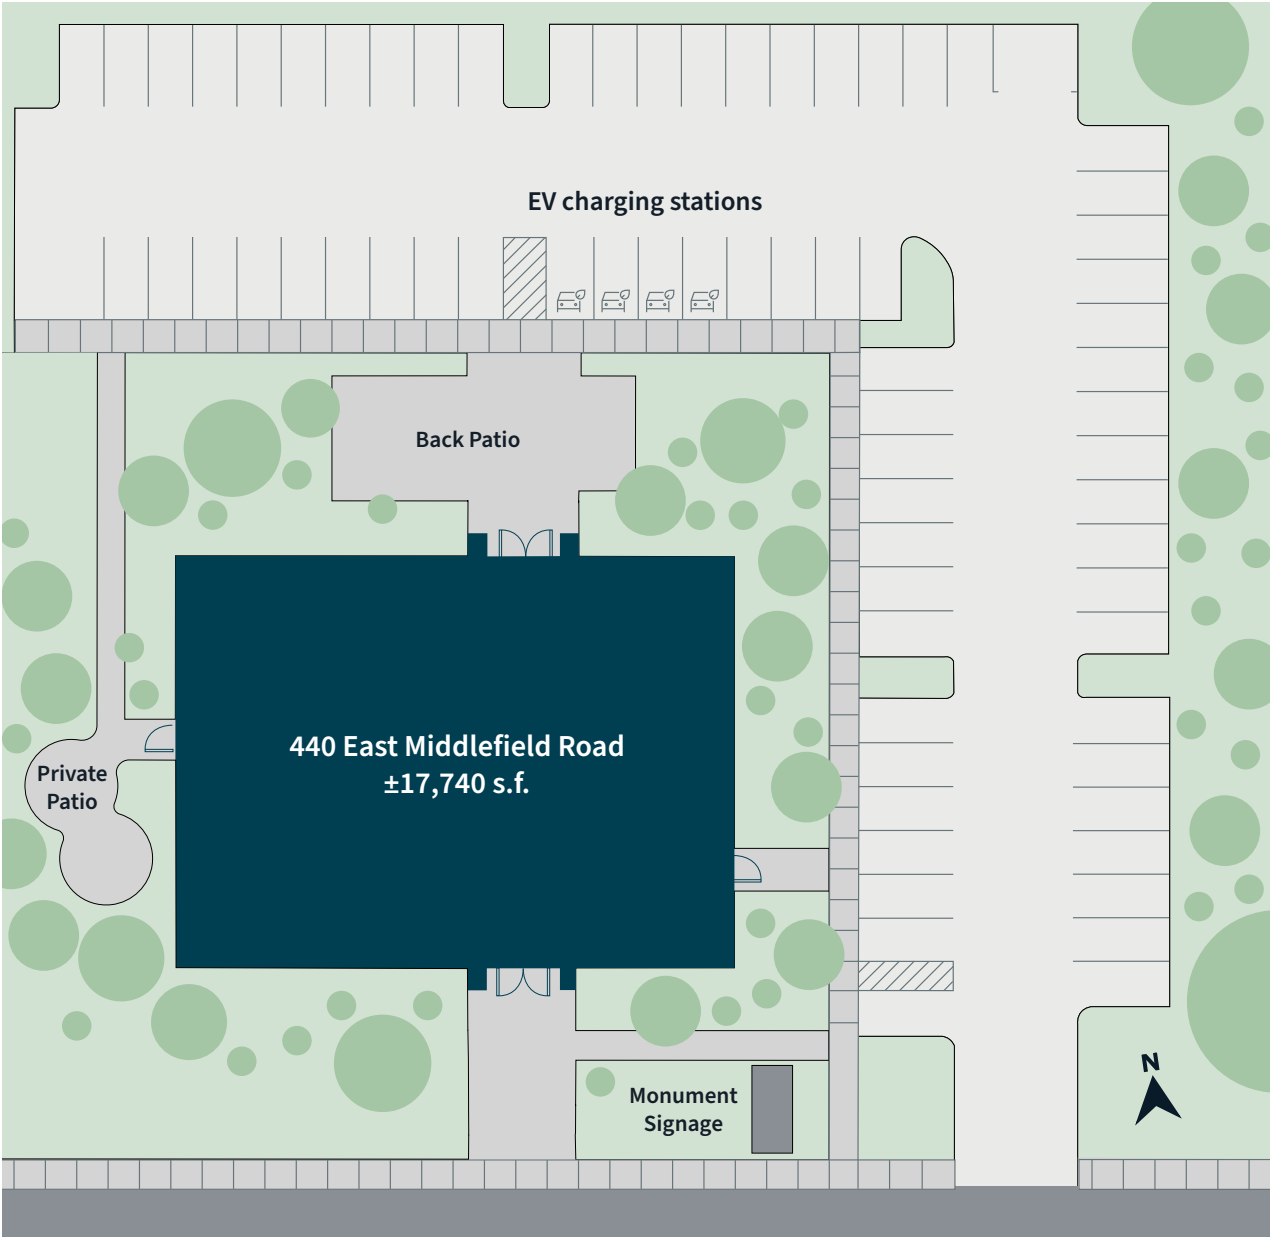 EV charging stations
Back Patio
440 East Middlefield Road
±17,740 s.f.
Private
Patio
N
Monument
Signage